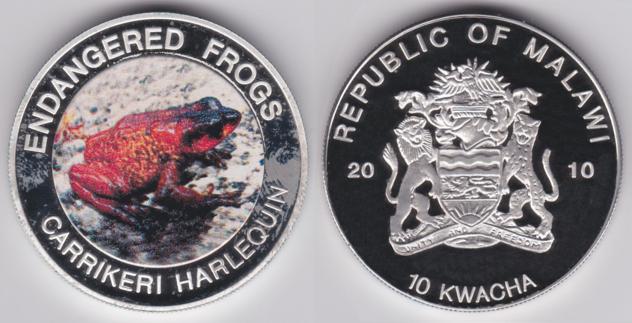 ENDANGERED FROGS
CARRIKERI HARLEQUIN
REPUBLIC OF MALAWI
20 10
UNITY AND FREEDOM
10 KWACHA